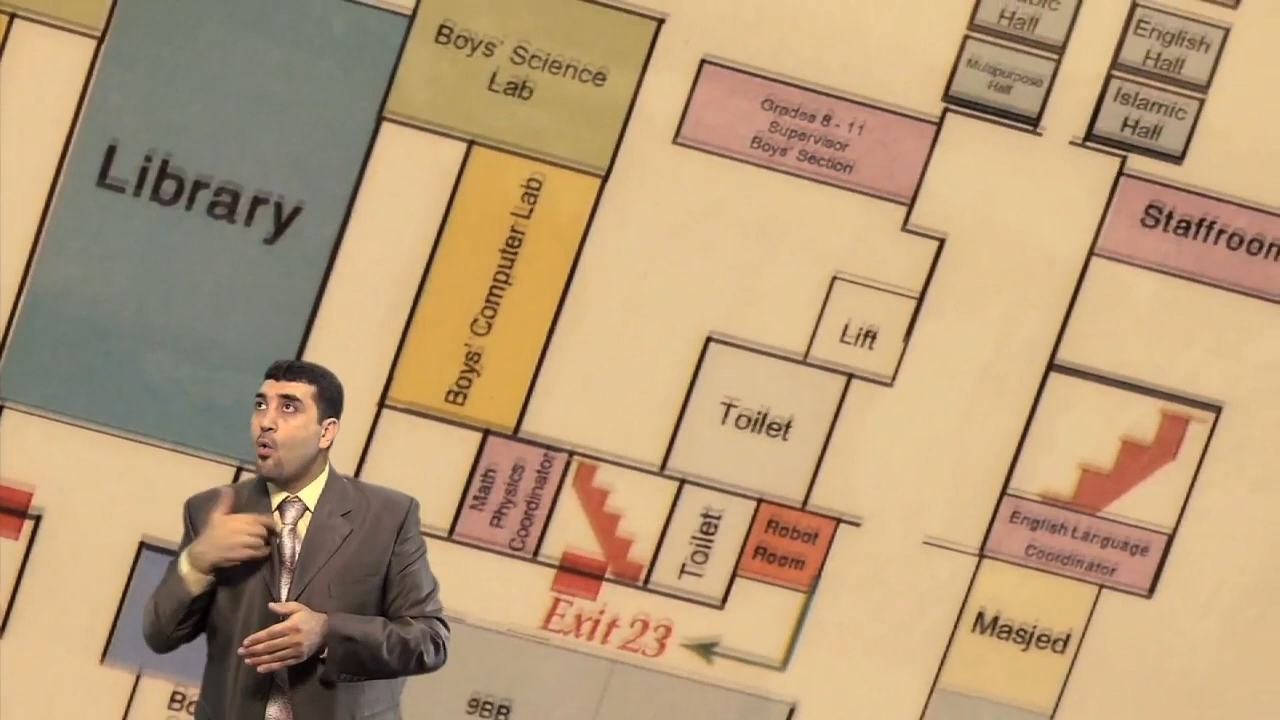 Hall
Multipurpose
Hall
English
Hall
Islamic
Hall
Boys' Science
Lab
Grades 8 - 11
Supervisor
Boys' Section
Library
Boys' Computer Lab
Staffroom
Lift
Toilet
Math
Physics
Coordinator
Toilet
Robot
Room
English Language
Coordinator
Exit 23
Masjed
9BB